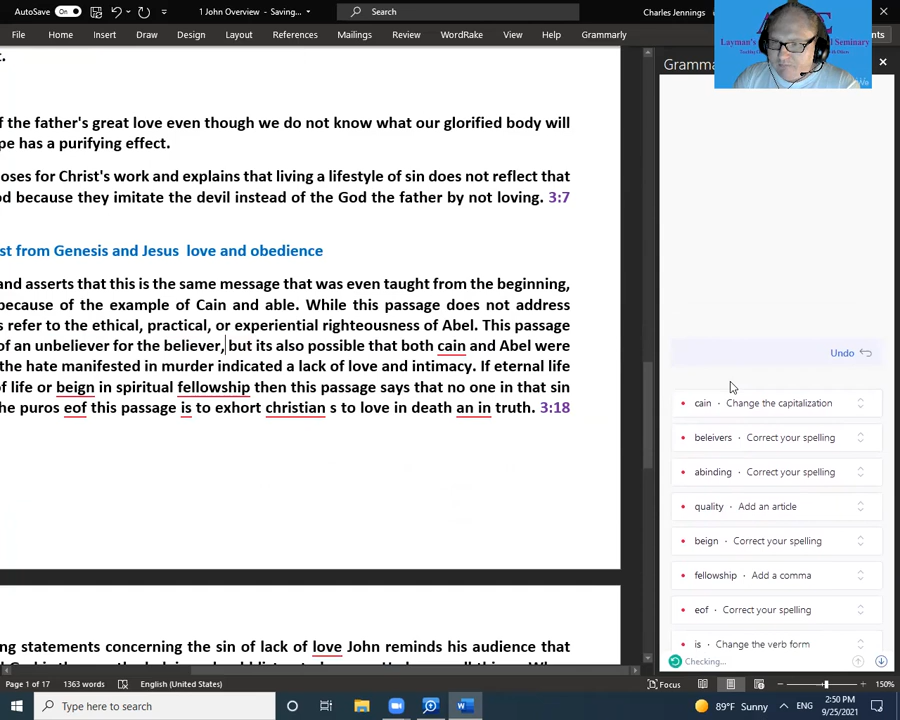 AutoSave On 1 John Overview - Saving... Search Charles Jennings
File Home Insert Draw Design Layout References Mailings Review View WordRake Help Grammarly
t.
Layman's Seminary
f the father's great love even though we do not know what our glorified body will
pe has a purifying effect.
oses for Christ's work and explains that living a lifestyle of sin does not reflect that
od because they imitate the devil instead of the God the father by not loving. 3:7
st from Genesis and Jesus love and obedience
and asserts that this is the same message that was even taught from the beginning,
because of the example of Cain and able. While this passage does not address
s refer to the ethical, practical, or experiential righteousness of Abel. This passage
of an unbeliever for the believer, but its also possible that both cain and Abel were
the hate manifested in murder indicated a lack of love and intimacy. If eternal life
of life or beign in spiritual fellowship then this passage says that no one in that sin
he puros eof this passage is to exhort christian s to love in death an in truth. 3:18
Undo
cain · Change the capitalization
beleivers · Correct your spelling
abinding · Correct your spelling
quality · Add an article
beign · Correct your spelling
fellowship · Add a comma
eof · Correct your spelling
is · Change the verb form
Checking...
ng statements concerning the sin of lack of love John reminds his audience that
Page 1 of 17 1363 words English (United States) Focus 150%
Type here to search 89°F Sunny ENG 2:50 PM
9/25/2021